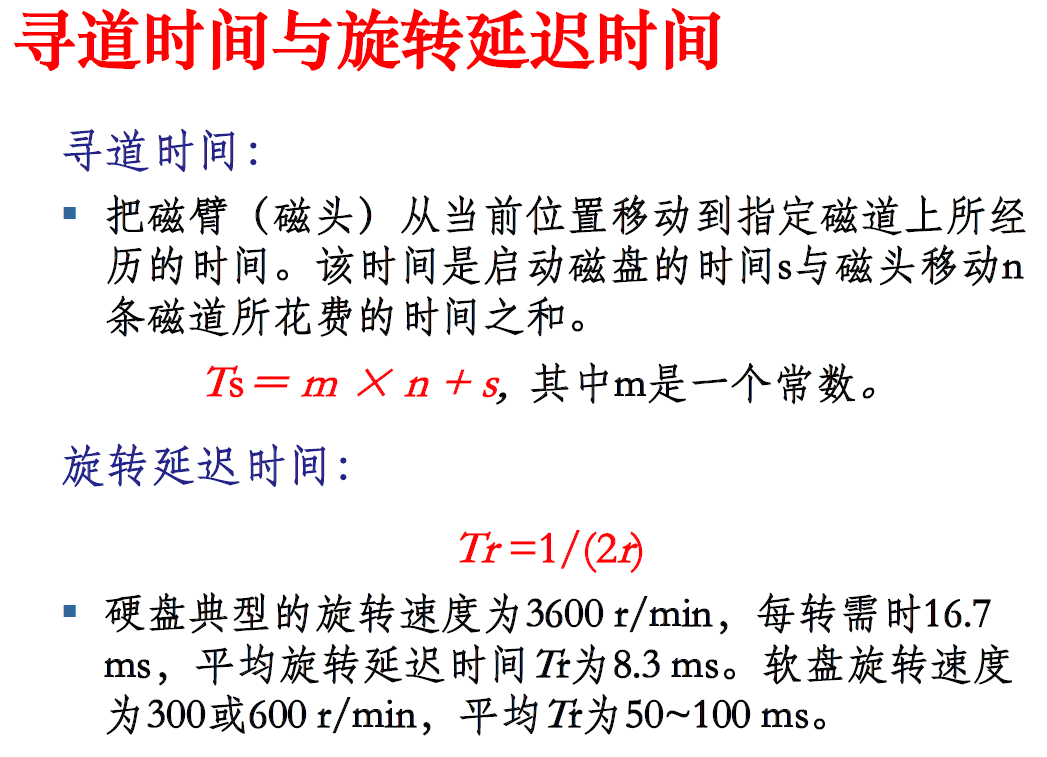 寻道时间与旋转延迟时间
寻道时间：
▪ 把磁臂（磁头）从当前位置移动到指定磁道上所经
历的时间。该时间是启动磁盘的时间s与磁头移动n
条磁道所花费的时间之和。
Ts＝ m × n + s, 其中m是一个常数。
旋转延迟时间：
Tr =1/(2r)
▪ 硬盘典型的旋转速度为3600 r/min，每转需时16.7
ms，平均旋转延迟时间Tr为8.3 ms。软盘旋转速度
为300或600 r/min，平均Tr为50~100 ms。